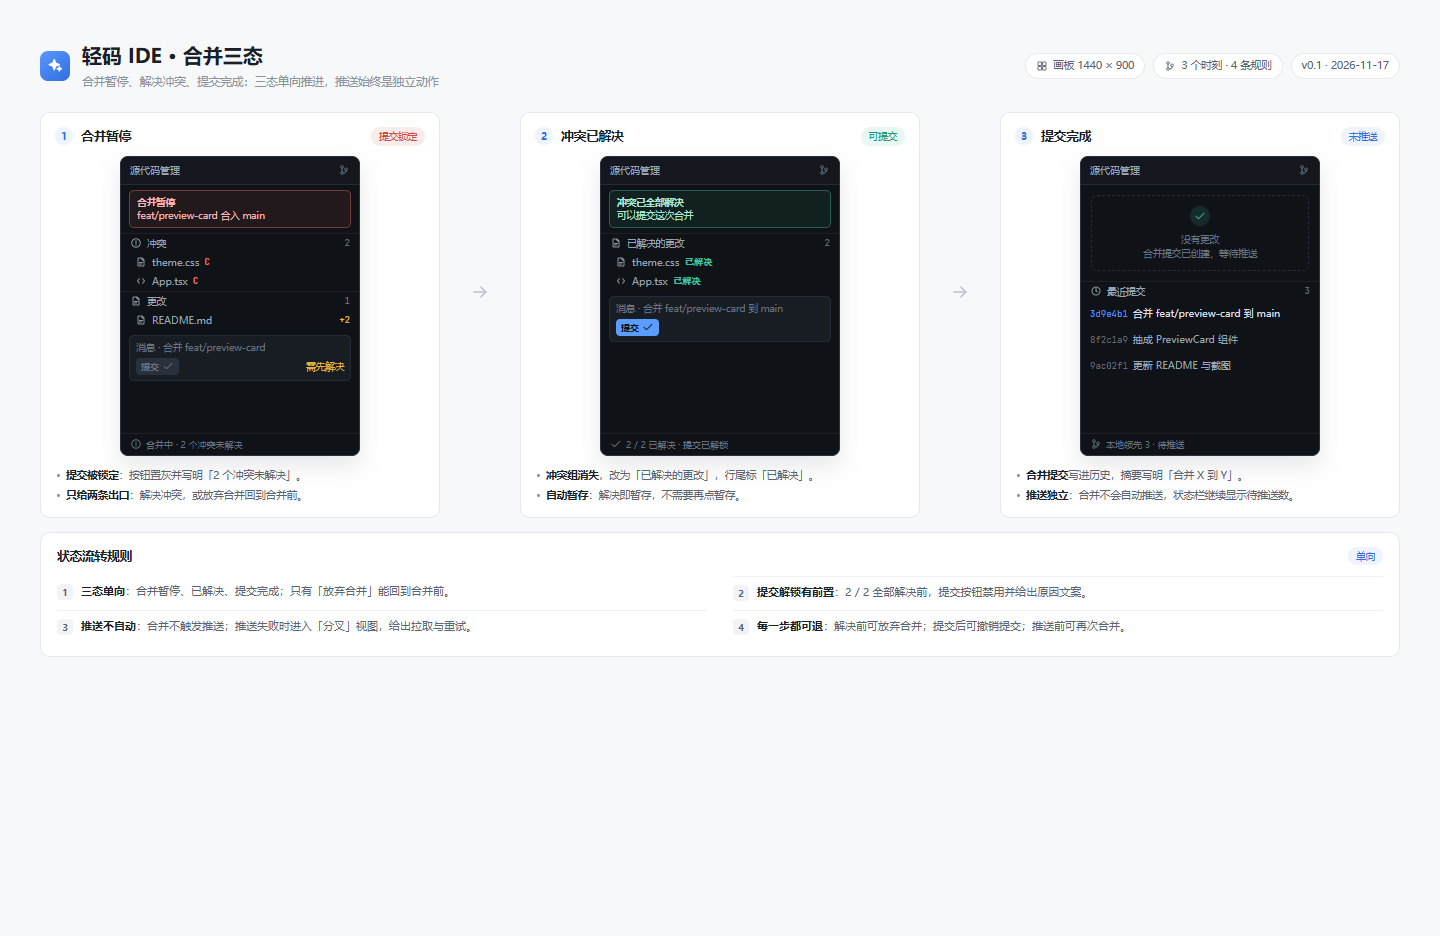 轻码 IDE · 合并三态
合并暂停、解决冲突、提交完成：三态单向推进，推送始终是独立动作
画板 1440 × 900
3 个时刻 · 4 条规则
v0.1 · 2026-11-17
1 合并暂停
提交锁定
源代码管理
合并暂停
feat/preview-card 合入 main
冲突 2
theme.css C
App.tsx C
更改 1
README.md +2
消息 · 合并 feat/preview-card
提交
需先解决
合并中 · 2 个冲突未解决
提交被锁定：按钮置灰并写明「2 个冲突未解决」。
只给两条出口：解决冲突，或放弃合并回到合并前。
2 冲突已解决
可提交
源代码管理
冲突已全部解决
可以提交这次合并
已解决的更改 2
theme.css 已解决
App.tsx 已解决
消息 · 合并 feat/preview-card 到 main
提交
2 / 2 已解决 · 提交已解锁
冲突组消失，改为「已解决的更改」，行尾标「已解决」。
自动暂存：解决即暂存，不需要再点暂存。
3 提交完成
未推送
源代码管理
没有更改
合并提交已创建，等待推送
最近提交 3
3d9e4b1 合并 feat/preview-card 到 main
8f2c1a9 抽成 PreviewCard 组件
9ac02f1 更新 README 与截图
本地领先 3 · 待推送
合并提交写进历史，摘要写明「合并 X 到 Y」。
推送独立：合并不会自动推送，状态栏继续显示待推送数。
状态流转规则
单向
1 三态单向：合并暂停、已解决、提交完成；只有「放弃合并」能回到合并前。
2 提交解锁有前置：2 / 2 全部解决前，提交按钮禁用并给出原因文案。
3 推送不自动：合并不触发推送；推送失败时进入「分叉」视图，给出拉取与重试。
4 每一步都可退：解决前可放弃合并；提交后可撤销提交；推送前可再次合并。